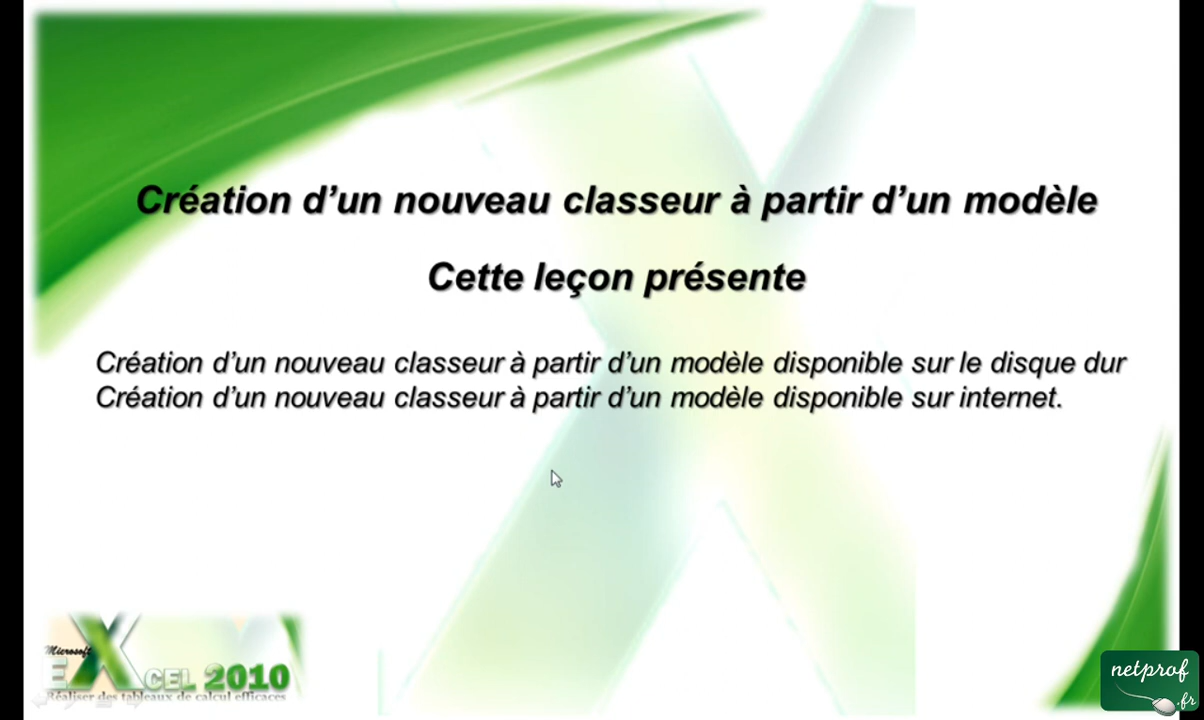 Création d’un nouveau classeur à partir d’un modèle
Cette leçon présente
Création d’un nouveau classeur à partir d’un modèle disponible sur le disque dur
Création d’un nouveau classeur à partir d’un modèle disponible sur internet.
Microsoft
EXCEL 2010
Réaliser des tableaux de calcul efficaces
netprof
.fr